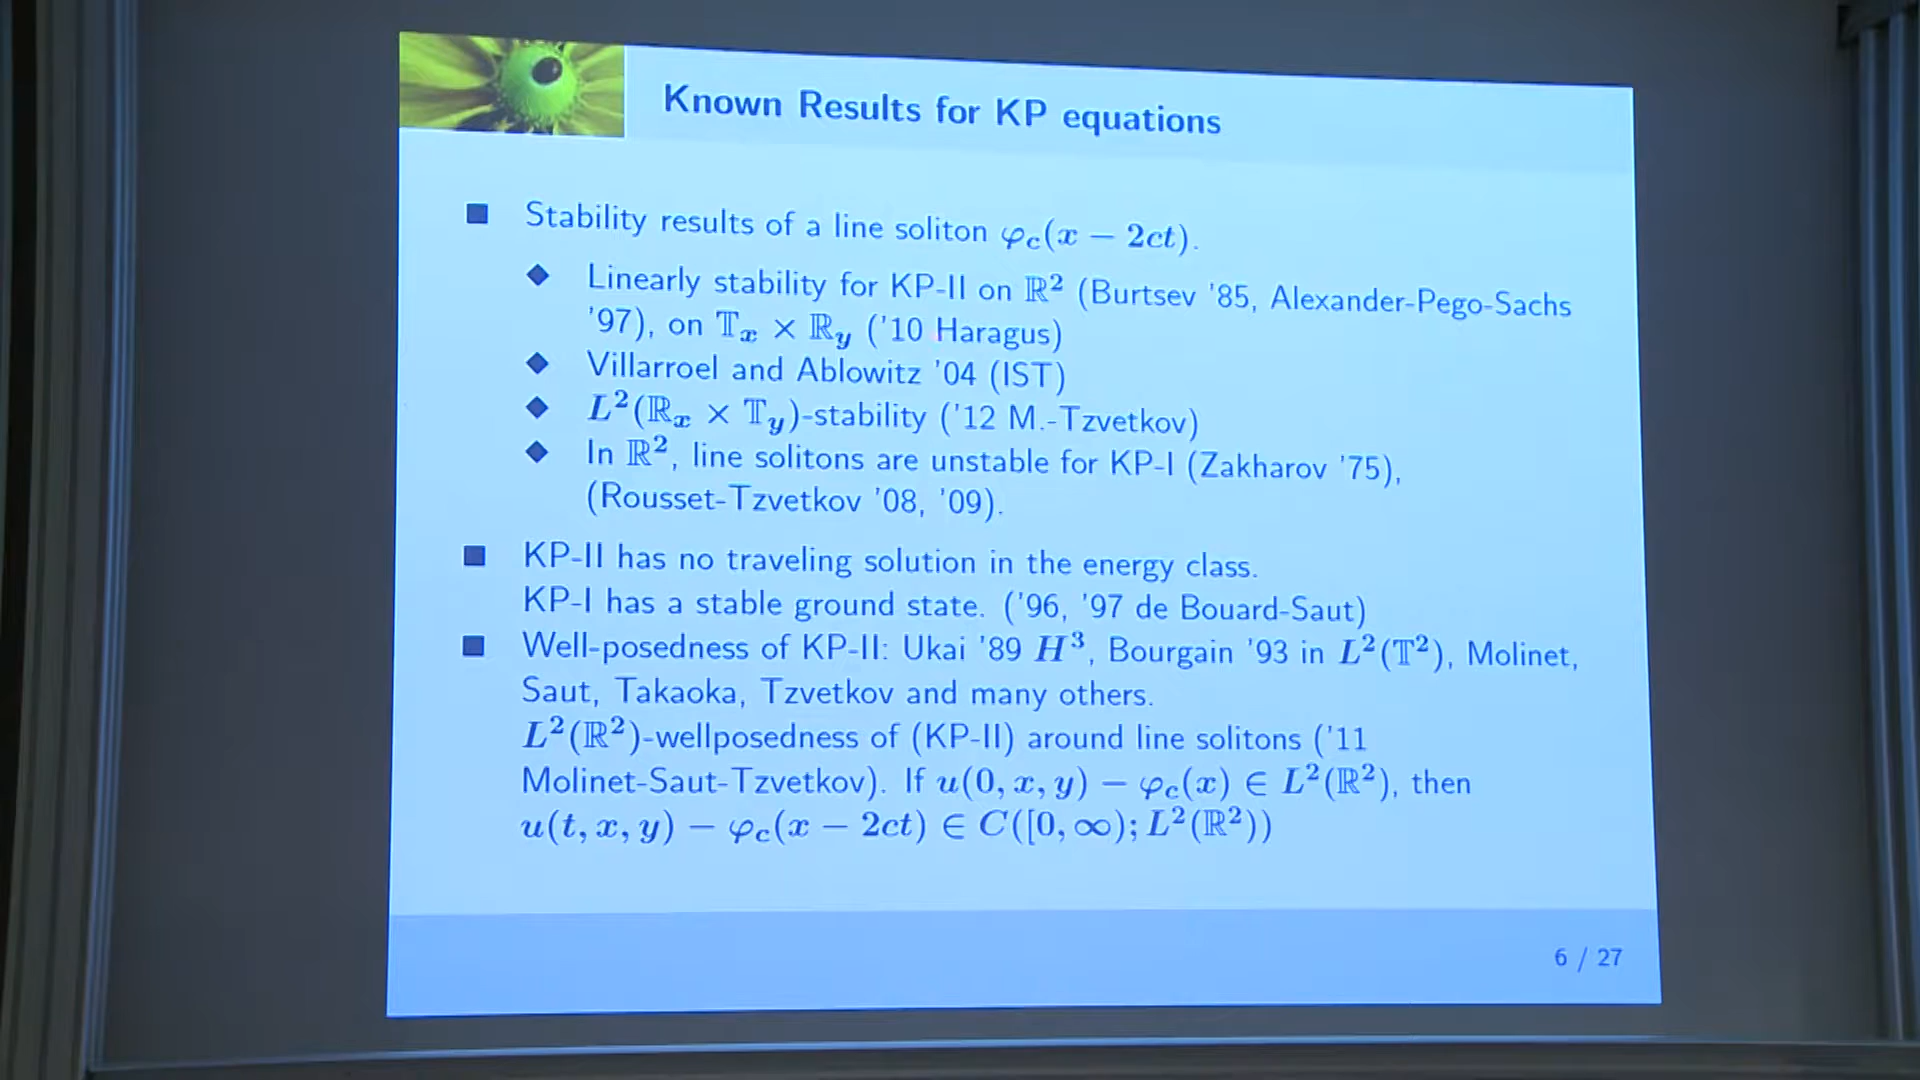 Known Results for KP equations
■ Stability results of a line soliton φ_c(x − 2ct).
◆ Linearly stability for KP-II on ℝ² (Burtsev '85, Alexander-Pego-Sachs
'97), on 𝕋_x × ℝ_y ('10 Haragus)
◆ Villarroel and Ablowitz '04 (IST)
◆ L²(ℝ_x × 𝕋_y)-stability ('12 M.-Tzvetkov)
◆ In ℝ², line solitons are unstable for KP-I (Zakharov '75),
(Rousset-Tzvetkov '08, '09).
■ KP-II has no traveling solution in the energy class.
KP-I has a stable ground state. ('96, '97 de Bouard-Saut)
■ Well-posedness of KP-II: Ukai '89 H³, Bourgain '93 in L²(𝕋²), Molinet,
Saut, Takaoka, Tzvetkov and many others.
L²(ℝ²)-wellposedness of (KP-II) around line solitons ('11
Molinet-Saut-Tzvetkov). If u(0, x, y) − φ_c(x) ∈ L²(ℝ²), then
u(t, x, y) − φ_c(x − 2ct) ∈ C([0, ∞); L²(ℝ²))
6 / 27